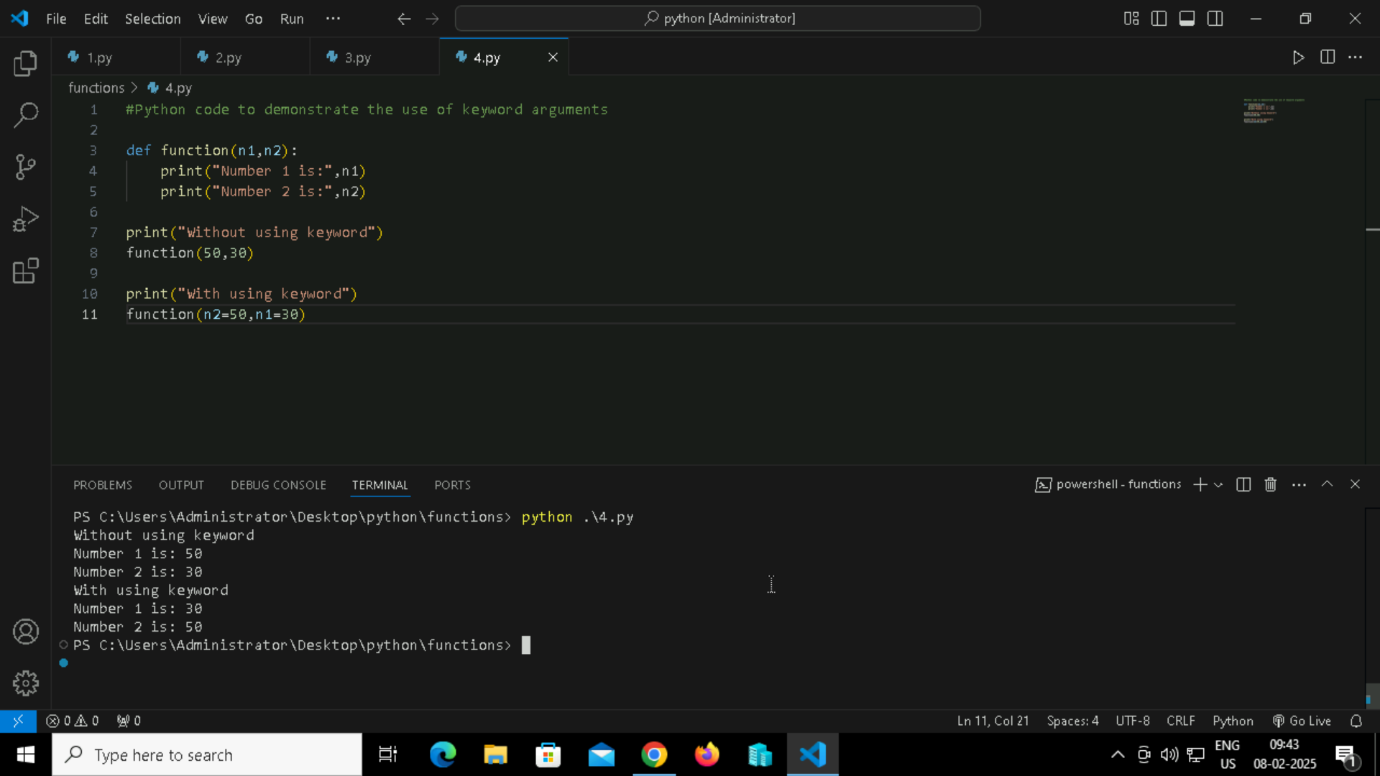 File Edit Selection View Go Run ··· python [Administrator]
1.py 2.py 3.py 4.py
functions > 4.py
1 #Python code to demonstrate the use of keyword arguments
2
3 def function(n1,n2):
4 print("Number 1 is:",n1)
5 print("Number 2 is:",n2)
6
7 print("Without using keyword")
8 function(50,30)
9
10 print("With using keyword")
11 function(n2=50,n1=30)
PROBLEMS OUTPUT DEBUG CONSOLE TERMINAL PORTS powershell - functions
PS C:\Users\Administrator\Desktop\python\functions> python .\4.py
Without using keyword
Number 1 is: 50
Number 2 is: 30
With using keyword
Number 1 is: 30
Number 2 is: 50
PS C:\Users\Administrator\Desktop\python\functions>
0 0 0 Ln 11, Col 21 Spaces: 4 UTF-8 CRLF Python Go Live
Type here to search ENG 09:43
US 08-02-2025 1